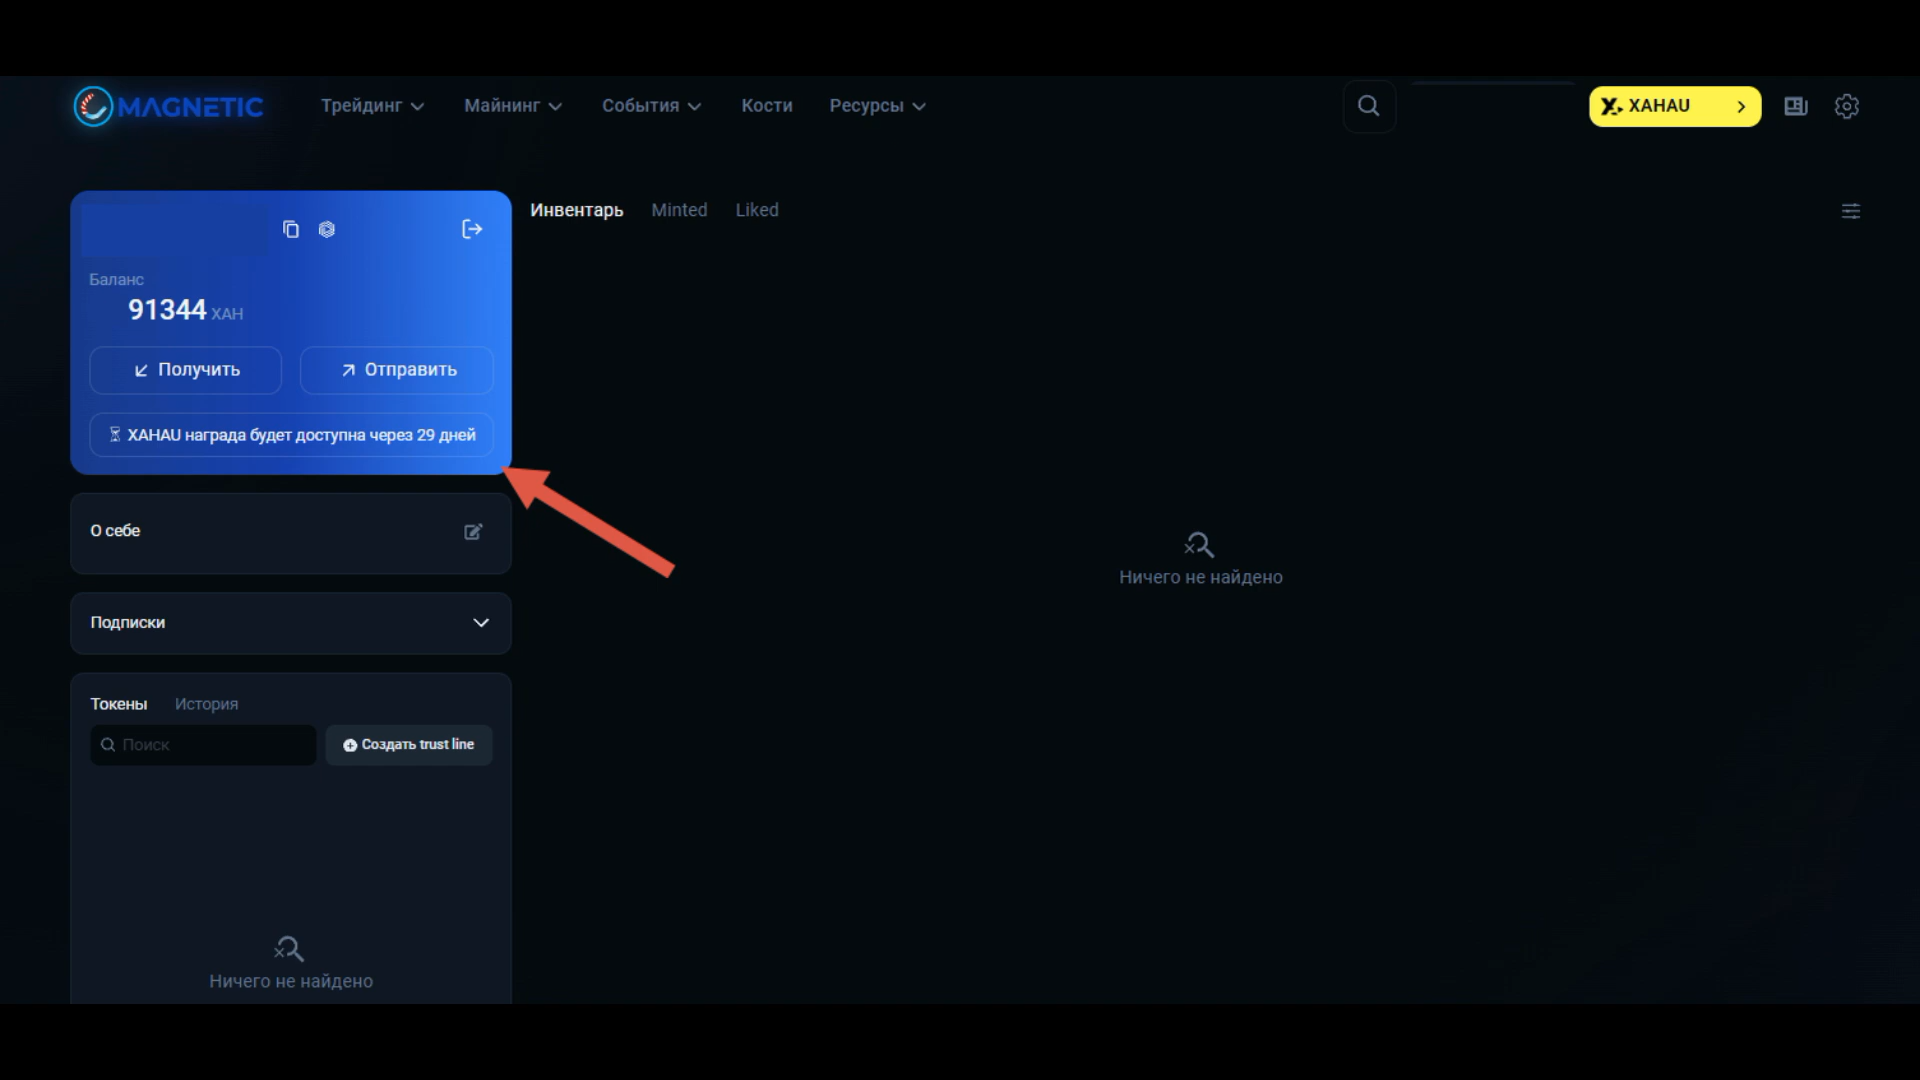 MAGNETIC
Трейдинг
Майнинг
События
Кости
Ресурсы
XAHAU
Инвентарь
Minted
Liked
Баланс
91344 XAH
Получить
Отправить
XAHAU награда будет доступна через 29 дней
О себе
Ничего не найдено
Подписки
Токены
История
Поиск
Создать trust line
Ничего не найдено